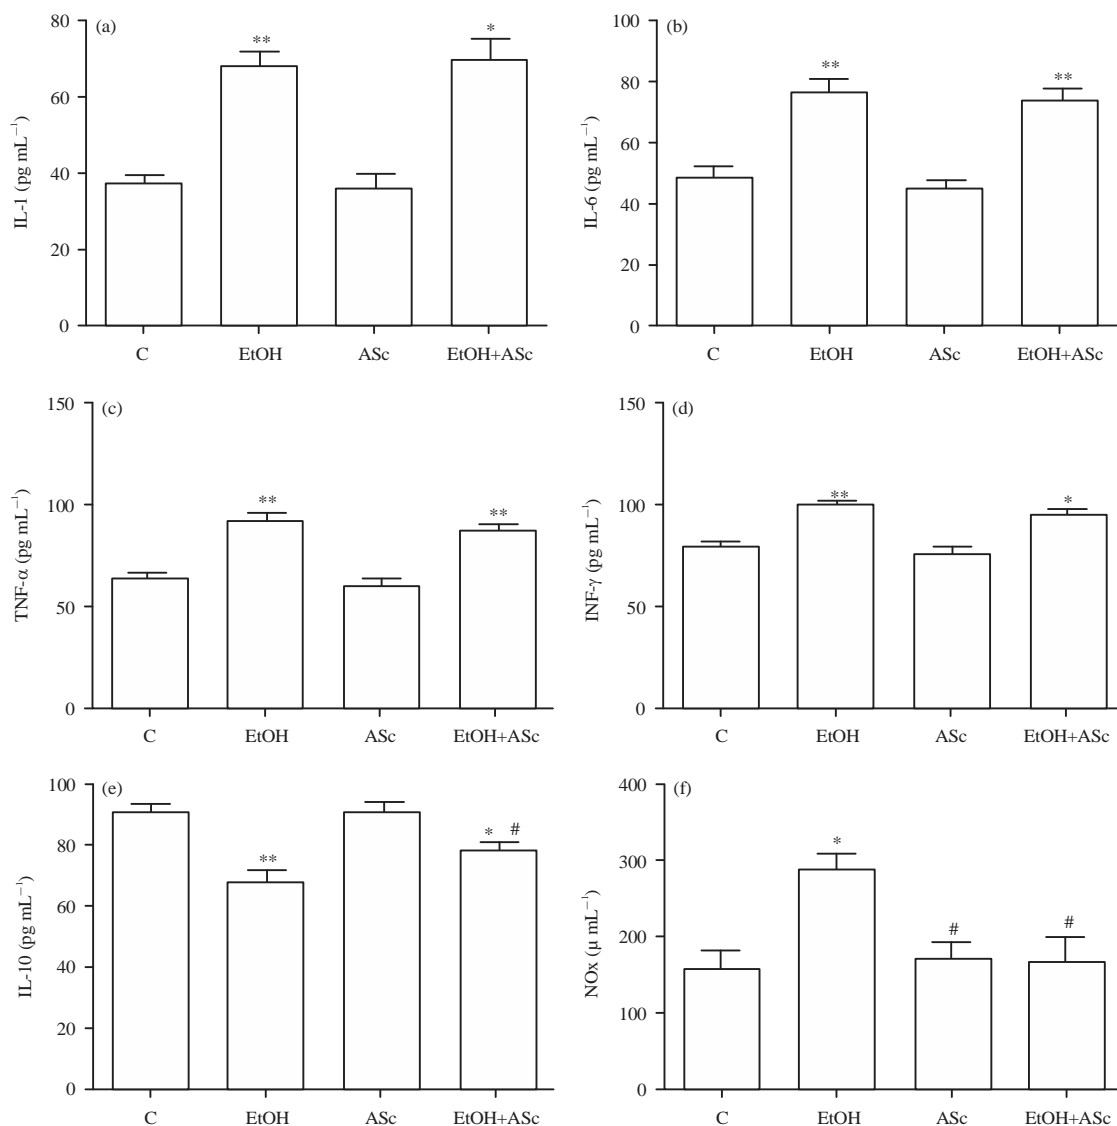 (a)
80
60
40
20
0
IL-1 (pg mL⁻¹)
**
*
C EtOH ASc EtOH+ASc
(b)
100
80
60
40
20
0
IL-6 (pg mL⁻¹)
**
**
C EtOH ASc EtOH+ASc
(c)
150
100
50
0
TNF-α (pg mL⁻¹)
**
**
C EtOH ASc EtOH+ASc
(d)
150
100
50
0
INF-γ (pg mL⁻¹)
**
*
C EtOH ASc EtOH+ASc
(e)
100
80
60
40
20
0
IL-10 (pg mL⁻¹)
**
* #
C EtOH ASc EtOH+ASc
(f)
400
300
200
100
0
NOx (µ mL⁻¹)
*
#
#
C EtOH ASc EtOH+ASc